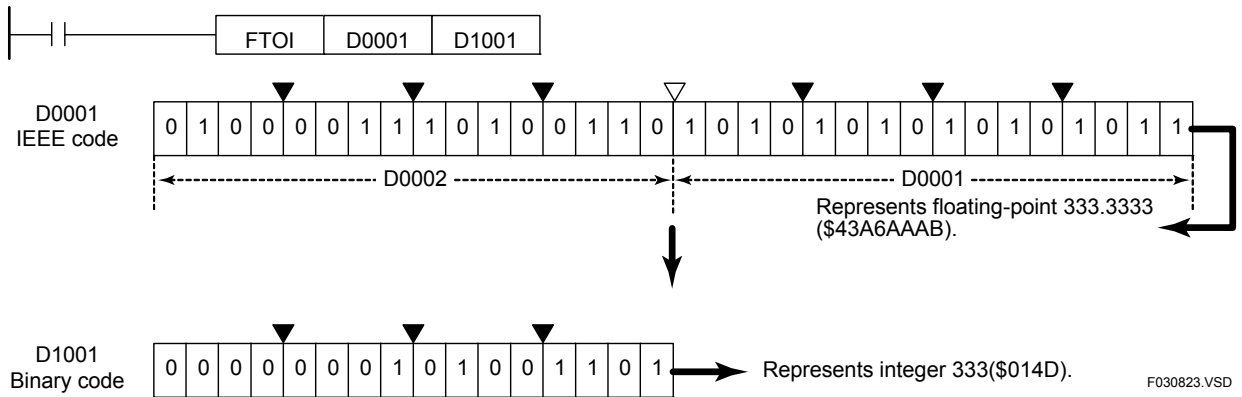 FTOI D0001 D1001
D0001
IEEE code
0 1 0 0 0 0 1 1 1 0 1 0 0 1 1 0 1 0 1 0 1 0 1 0 1 0 1 0 1 0 1 1
D0002 D0001
Represents floating-point 333.3333
($43A6AAAB).
D1001
Binary code
0 0 0 0 0 0 0 1 0 1 0 0 1 1 0 1
Represents integer 333($014D).
F030823.VSD